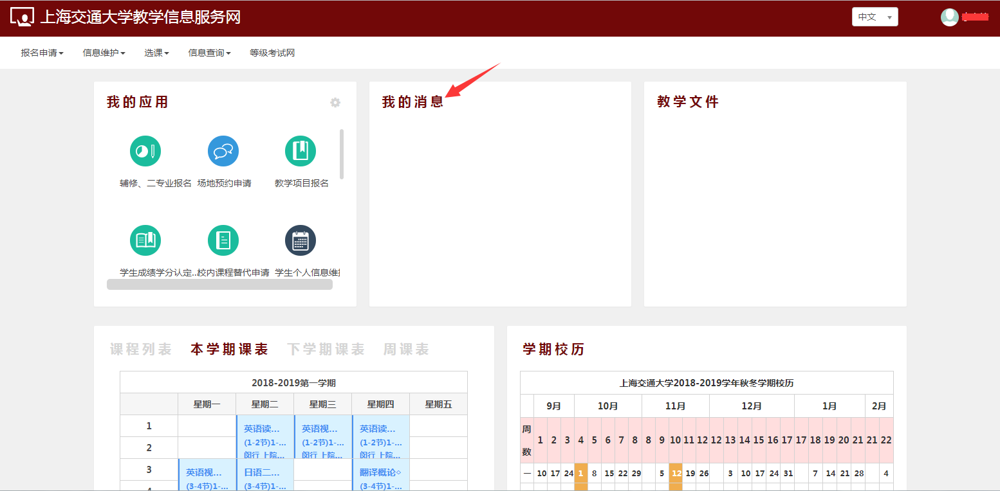 上海交通大学教学信息服务网
中文
报名申请 信息维护 选课 信息查询 等级考试网
我的应用
我的消息
教学文件
辅修、二专业报名 场地预约申请 教学项目报名
学生成绩学分认定.. 校内课程替代申请 学生个人信息维
课程列表 本学期课表 下学期课表 周课表
2018-2019第一学期
星期一 星期二 星期三 星期四 星期五
1 英语读... 英语视... 英语读...
(1-2节)1-... (1-2节)1-... (1-2节)1-...
2 闵行 上院... 闵行 上院... 闵行 上院...
3 英语视... 日语二... 翻译概论◇
4 (3-4节)1-... (3-4节)1-... (3-4节)1-...
学期校历
上海交通大学2018-2019学年秋冬学期校历
9月 10月 11月 12月 1月 2月
周数 1 2 3 4 5 6 7 8 8 9 10 11 12 12 13 14 15 16 17 17 18 19 20 21 21 22
一 10 17 24 1 8 15 22 29 5 12 19 26 3 10 17 24 31 7 14 21 28 4